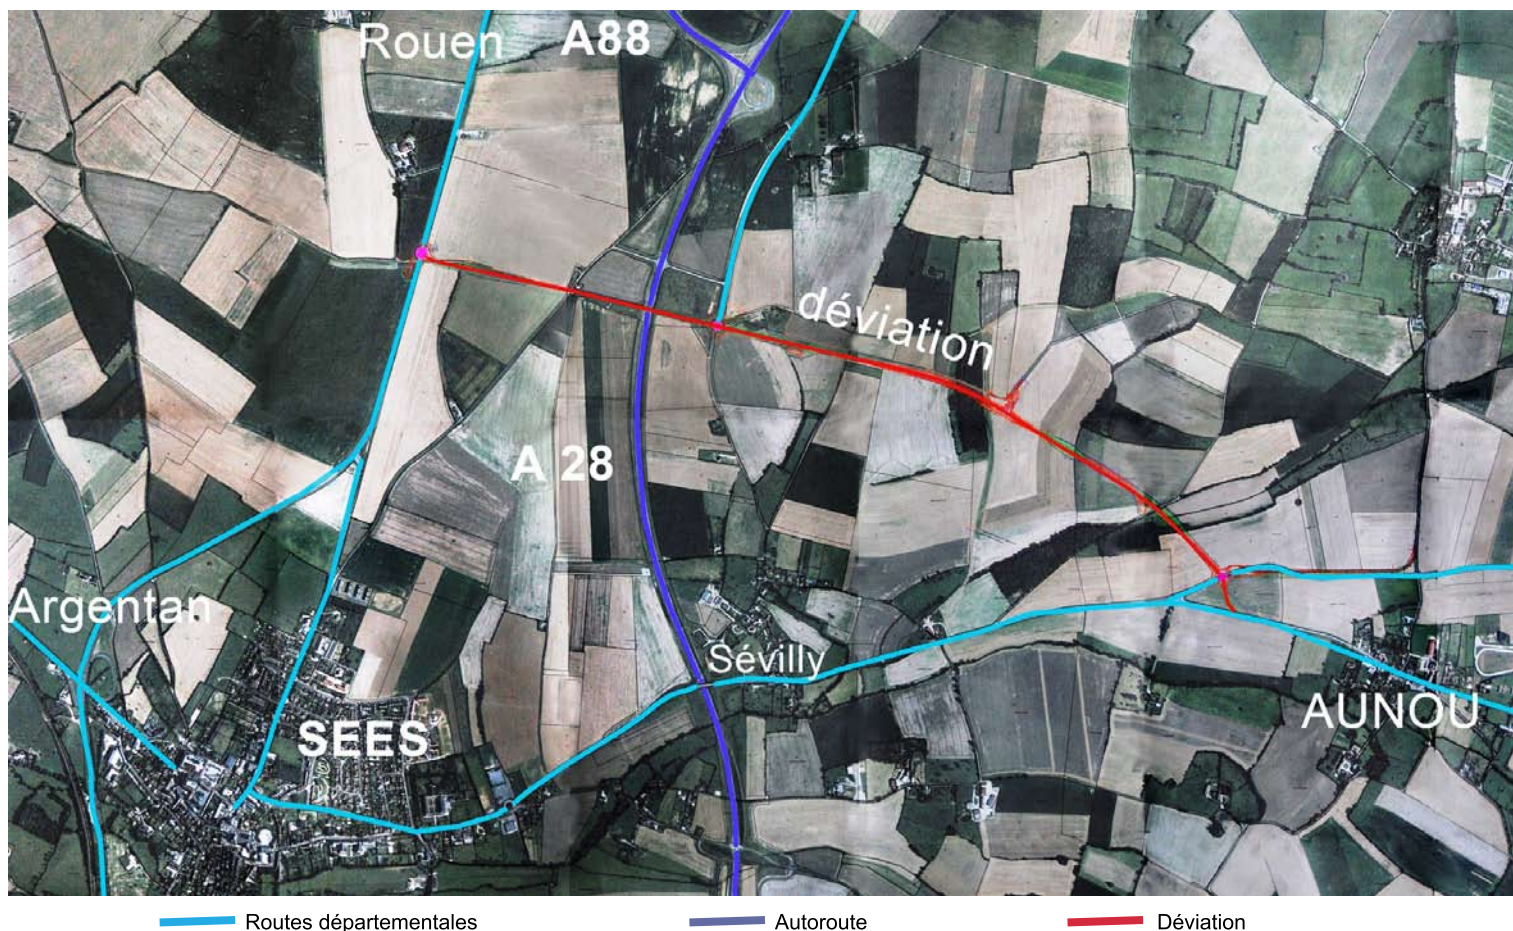 Rouen
A88
déviation
A 28
Argentan
Sévilly
SEES
AUNOU
Routes départementales
Autoroute
Déviation